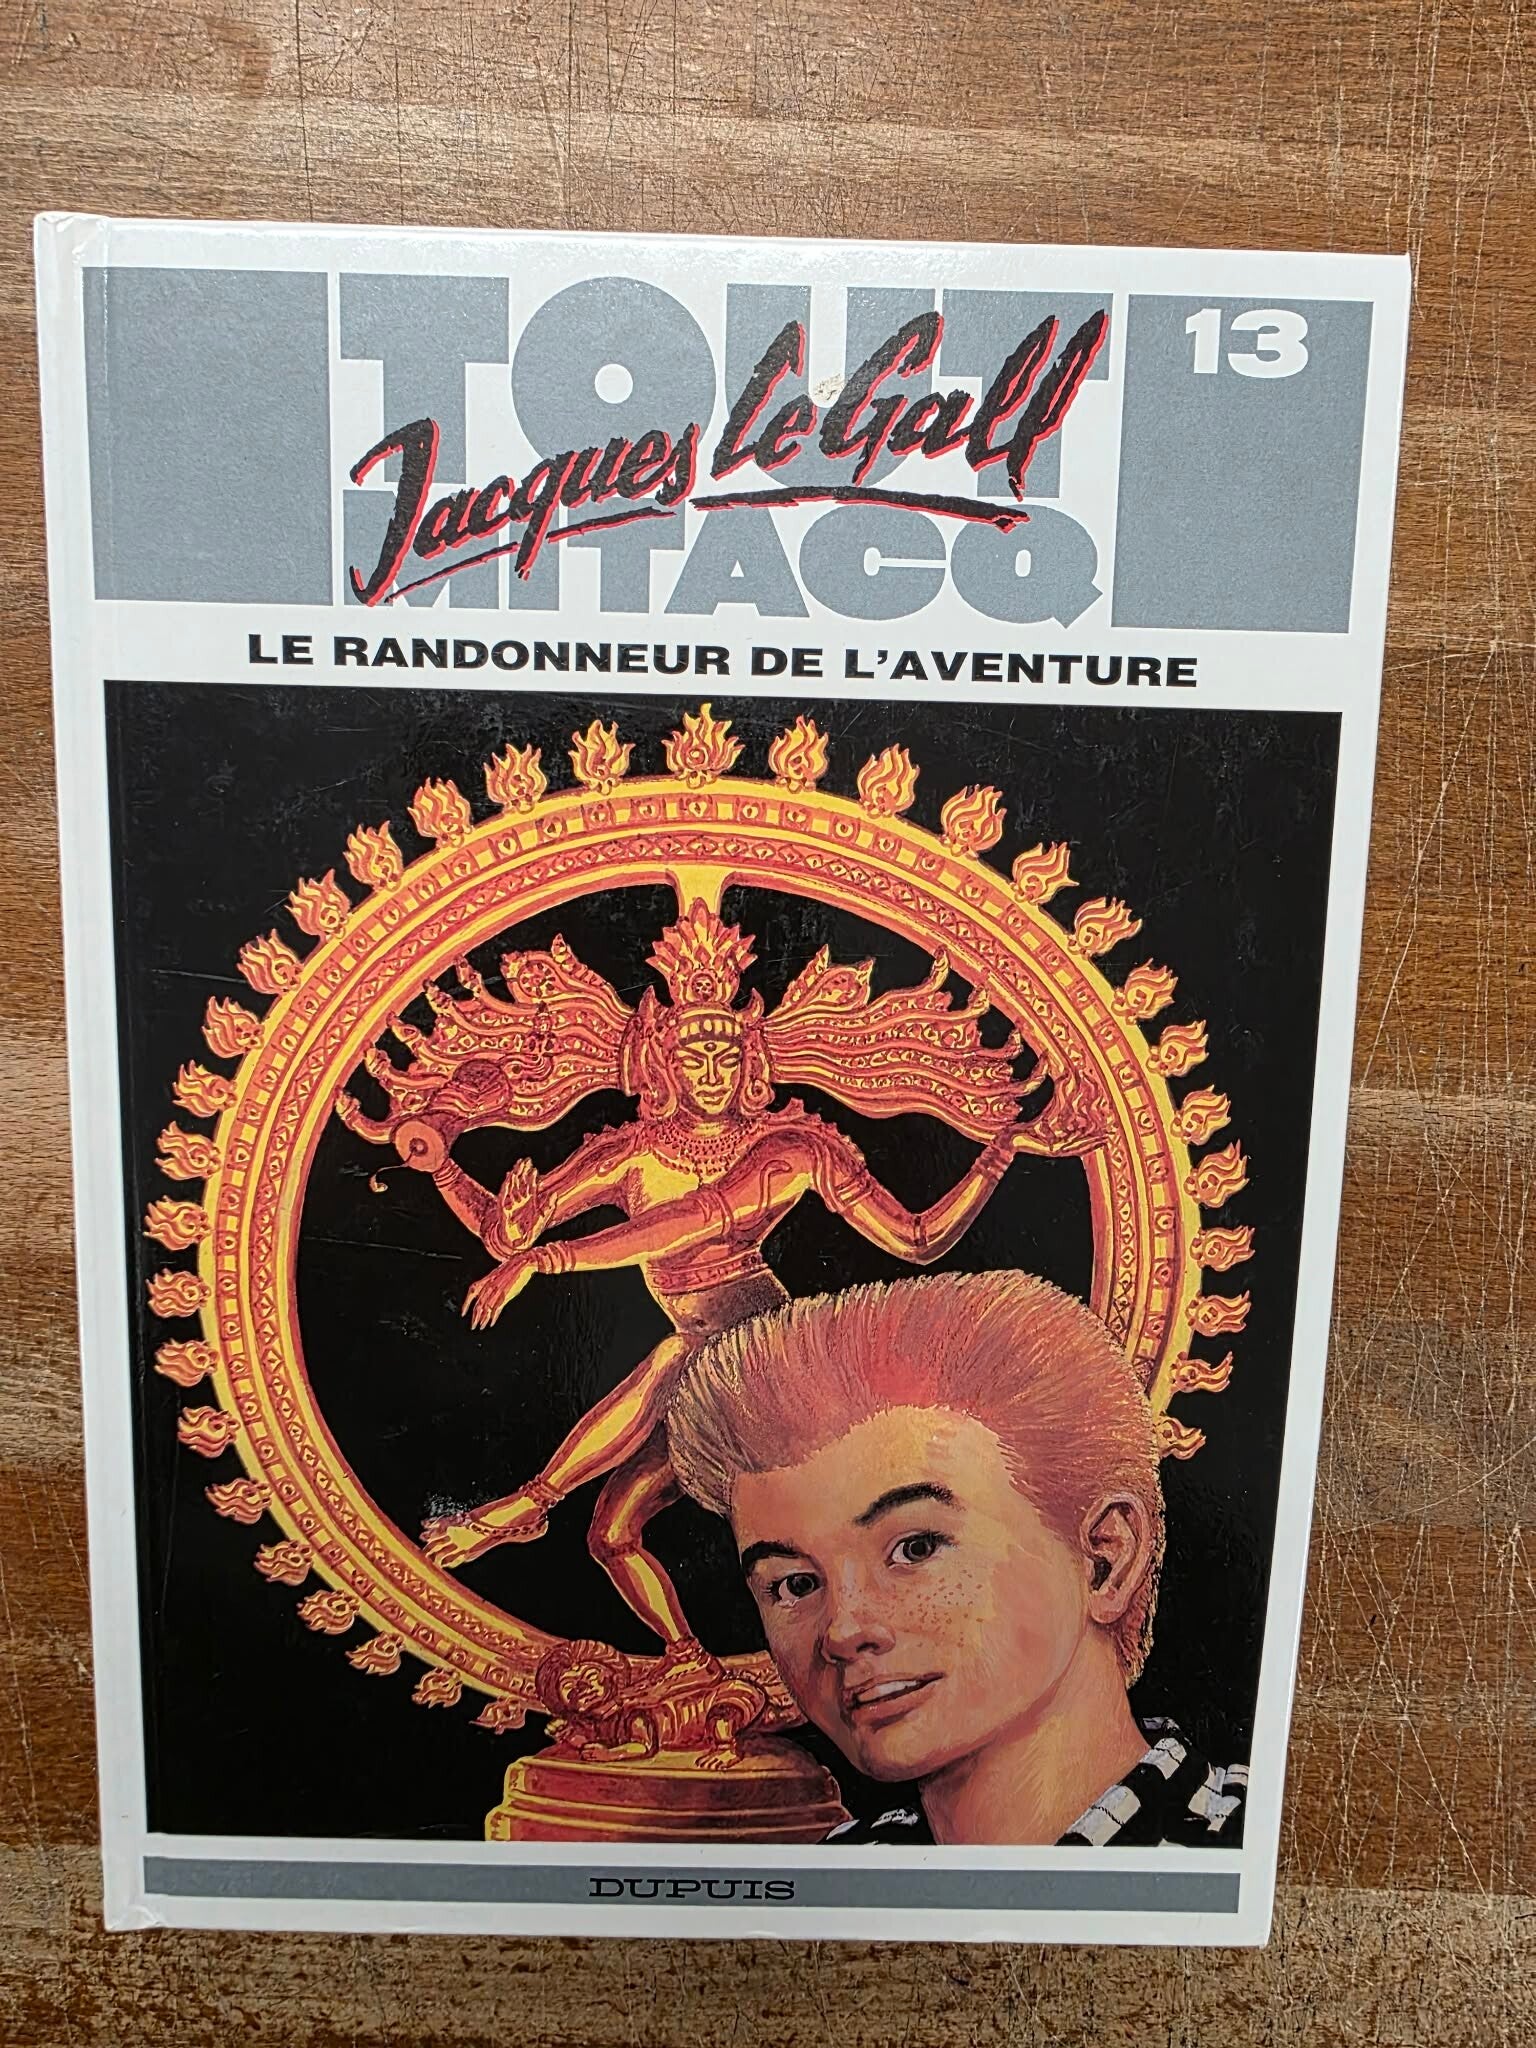 TOUT
13
Jacques Le Gall
MITACQ
LE RANDONNEUR DE L'AVENTURE
DUPUIS